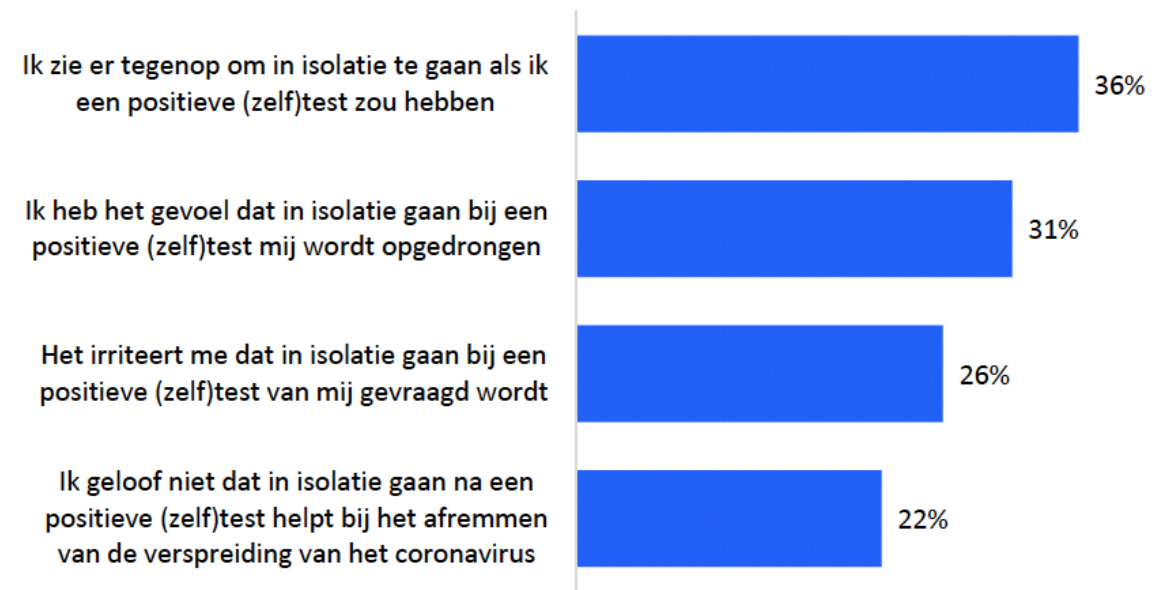 Ik zie er tegenop om in isolatie te gaan als ik
een positieve (zelf)test zou hebben
36%
Ik heb het gevoel dat in isolatie gaan bij een
positieve (zelf)test mij wordt opgedrongen
31%
Het irriteert me dat in isolatie gaan bij een
positieve (zelf)test van mij gevraagd wordt
26%
Ik geloof niet dat in isolatie gaan na een
positieve (zelf)test helpt bij het afremmen
van de verspreiding van het coronavirus
22%